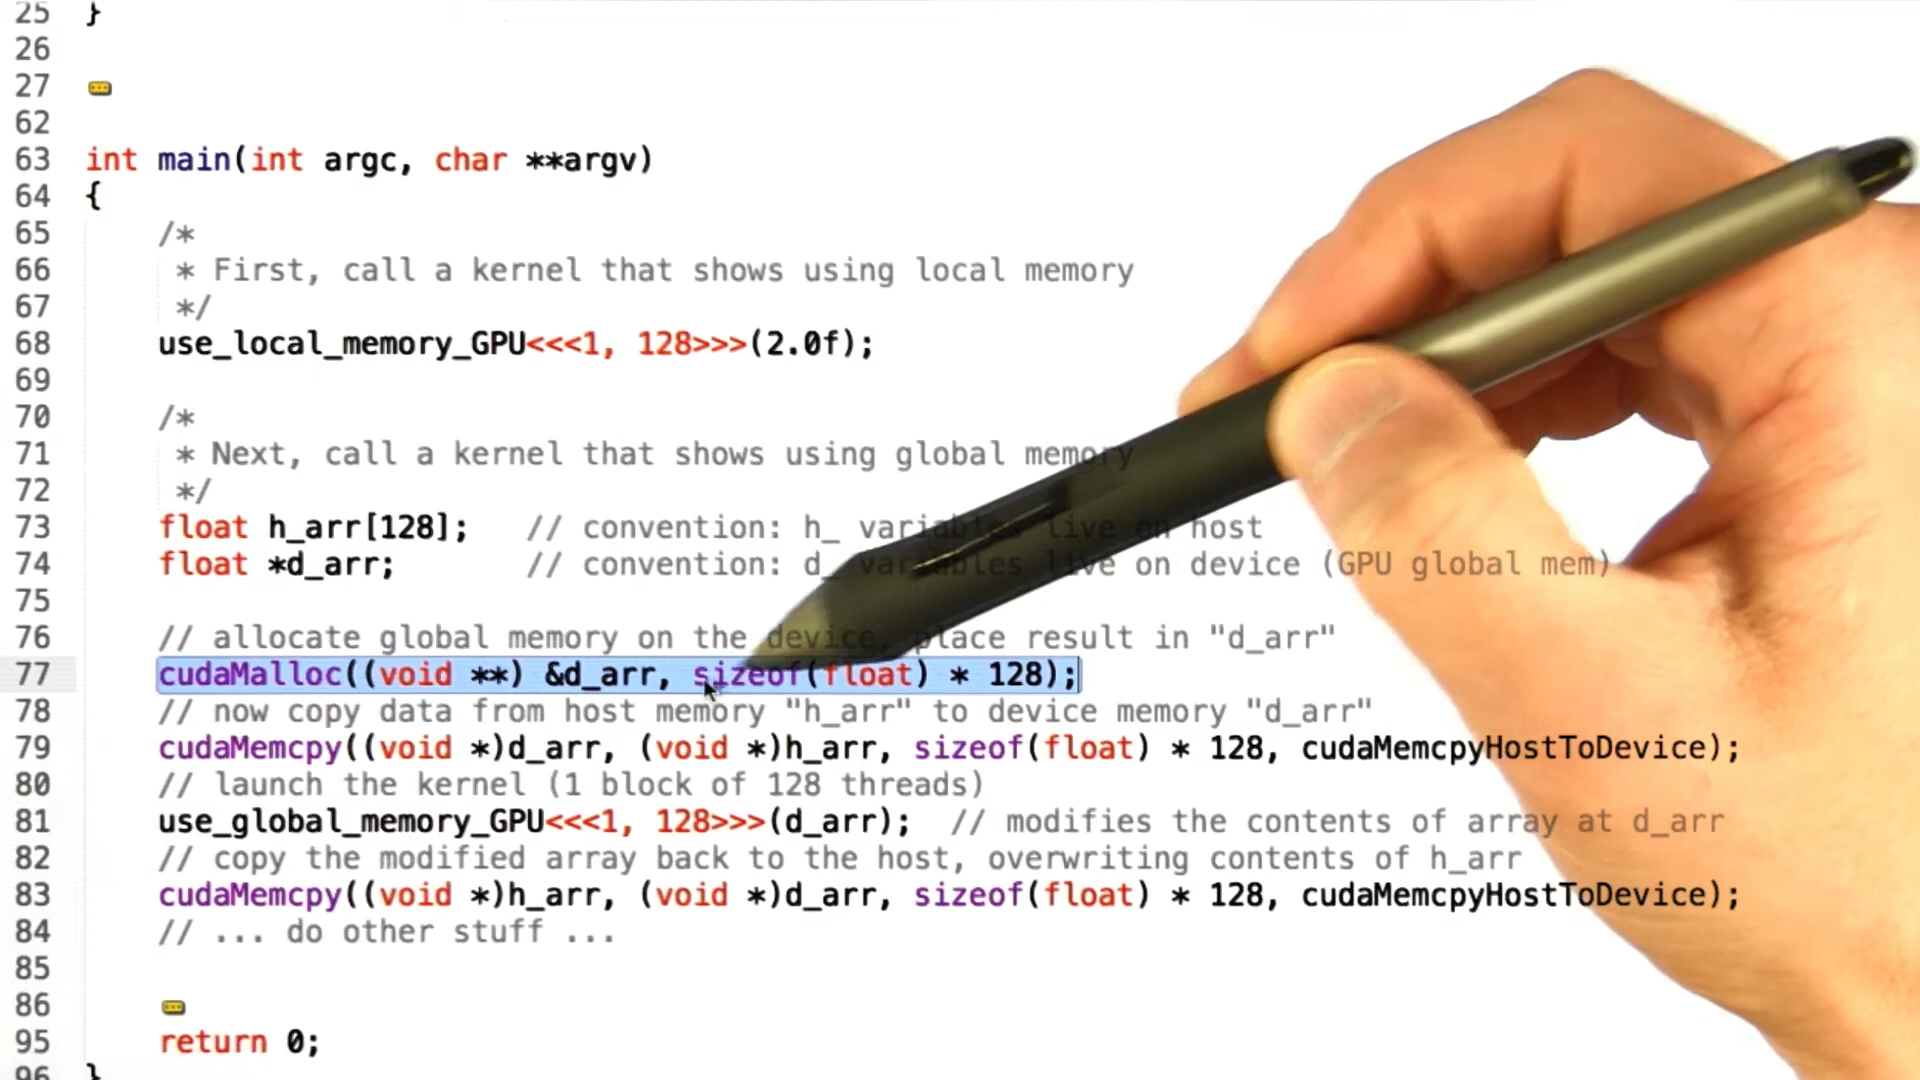 25 }
26
27
62
63 int main(int argc, char **argv)
64 {
65 /*
66 * First, call a kernel that shows using local memory
67 */
68 use_local_memory_GPU<<<1, 128>>>(2.0f);
69
70 /*
71 * Next, call a kernel that shows using global memory
72 */
73 float h_arr[128]; // convention: h_ variables live on host
74 float *d_arr; // convention: d_ variables live on device (GPU global mem)
75
76 // allocate global memory on the device, place result in "d_arr"
77 cudaMalloc((void **) &d_arr, sizeof(float) * 128);
78 // now copy data from host memory "h_arr" to device memory "d_arr"
79 cudaMemcpy((void *)d_arr, (void *)h_arr, sizeof(float) * 128, cudaMemcpyHostToDevice);
80 // launch the kernel (1 block of 128 threads)
81 use_global_memory_GPU<<<1, 128>>>(d_arr); // modifies the contents of array at d_arr
82 // copy the modified array back to the host, overwriting contents of h_arr
83 cudaMemcpy((void *)h_arr, (void *)d_arr, sizeof(float) * 128, cudaMemcpyHostToDevice);
84 // ... do other stuff ...
85
86
95 return 0;
96 }